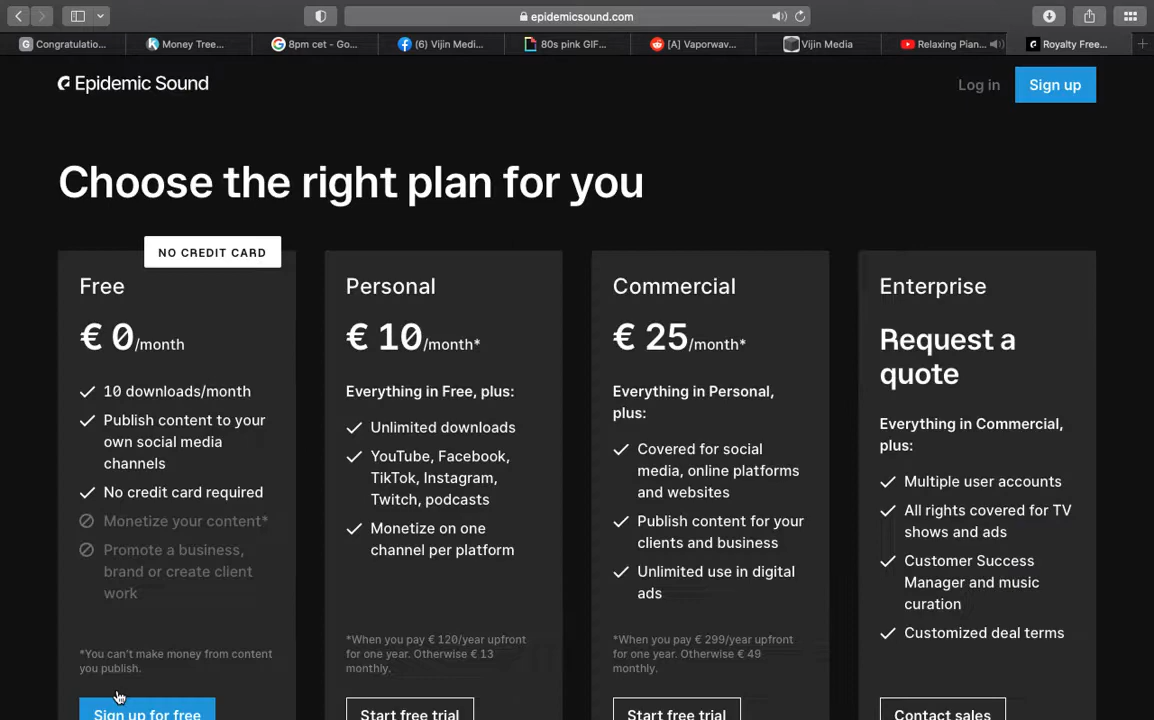 epidemicsound.com
Congratulatio...
Money Tree...
8pm cet - Go...
(6) Vijin Medi...
80s pink GIF...
[A] Vaporwav...
Vijin Media
Relaxing Pian...
Royalty Free...
Epidemic Sound
Log in
Sign up
Choose the right plan for you
NO CREDIT CARD
Free
€ 0/month
10 downloads/month
Publish content to your
own social media
channels
No credit card required
Monetize your content*
Promote a business,
brand or create client
work
*You can't make money from content
you publish.
Sign up for free
Personal
€ 10/month*
Everything in Free, plus:
Unlimited downloads
YouTube, Facebook,
TikTok, Instagram,
Twitch, podcasts
Monetize on one
channel per platform
*When you pay € 120/year upfront
for one year. Otherwise € 13
monthly.
Start free trial
Commercial
€ 25/month*
Everything in Personal,
plus:
Covered for social
media, online platforms
and websites
Publish content for your
clients and business
Unlimited use in digital
ads
*When you pay € 299/year upfront
for one year. Otherwise € 49
monthly.
Start free trial
Enterprise
Request a
quote
Everything in Commercial,
plus:
Multiple user accounts
All rights covered for TV
shows and ads
Customer Success
Manager and music
curation
Customized deal terms
Contact sales